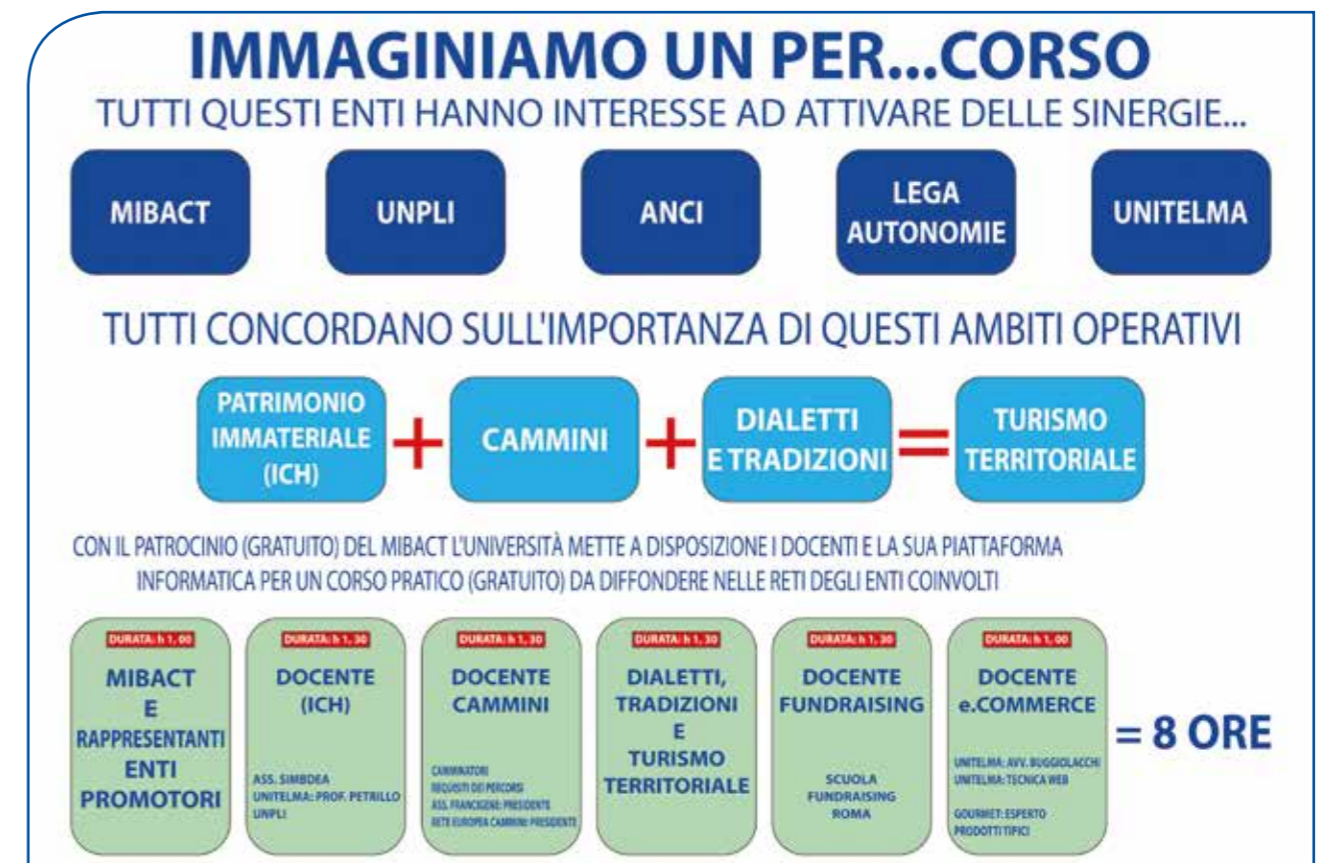 IMMAGINIAMO UN PER...CORSO
TUTTI QUESTI ENTI HANNO INTERESSE AD ATTIVARE DELLE SINERGIE...
MIBACT
UNPLI
ANCI
LEGA
AUTONOMIE
UNITELMA
TUTTI CONCORDANO SULL'IMPORTANZA DI QUESTI AMBITI OPERATIVI
PATRIMONIO
IMMATERIALE
(ICH)
+
CAMMINI
+
DIALETTI
E TRADIZIONI
=
TURISMO
TERRITORIALE
CON IL PATROCINIO (GRATUITO) DEL MIBACT L'UNIVERSITÀ METTE A DISPOSIZIONE I DOCENTI E LA SUA PIATTAFORMA
INFORMATICA PER UN CORSO PRATICO (GRATUITO) DA DIFFONDERE NELLE RETI DEGLI ENTI COINVOLTI
DURATA: h 1, 00
MIBACT
E
RAPPRESENTANTI
ENTI
PROMOTORI
DURATA: h 1, 30
DOCENTE
(ICH)
ASS. SIMBDEA
UNITELMA: PROF. PETRILLO
UNPLI
DURATA: h 1, 30
DOCENTE
CAMMINI
CAMMINATORI
REQUISITI DEI PERCORSI
ASS. FRANCIGENE: PRESIDENTE
RETE EUROPEA CAMMINI: PRESIDENTE
DURATA: h 1, 30
DIALETTI,
TRADIZIONI
E
TURISMO
TERRITORIALE
DURATA: h 1, 30
DOCENTE
FUNDRAISING
SCUOLA
FUNDRAISING
ROMA
DURATA: h 1, 00
DOCENTE
e.COMMERCE
UNITELMA: AVV. BUGGIOLACCHI
UNITELMA: TECNICA WEB
GOURMET: ESPERTO
PRODOTTI TIFICI
= 8 ORE